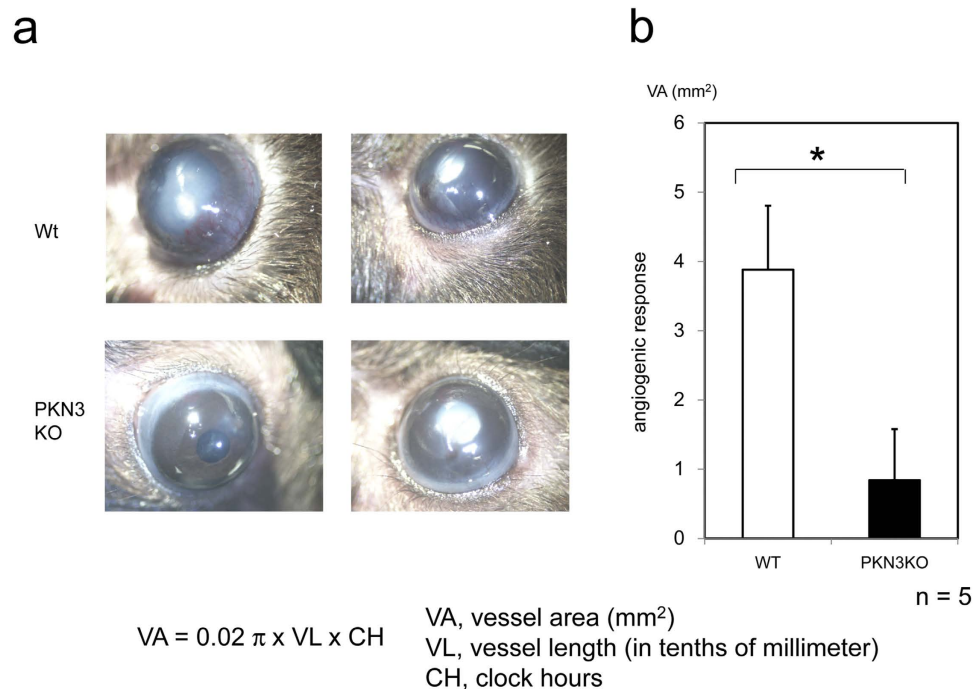 a
Wt
PKN3
KO
b
VA (mm²)
6
5
4
3
2
1
0
angiogenic response
*
WT
PKN3KO
n = 5
VA = 0.02 π x VL x CH
VA, vessel area (mm²)
VL, vessel length (in tenths of millimeter)
CH, clock hours